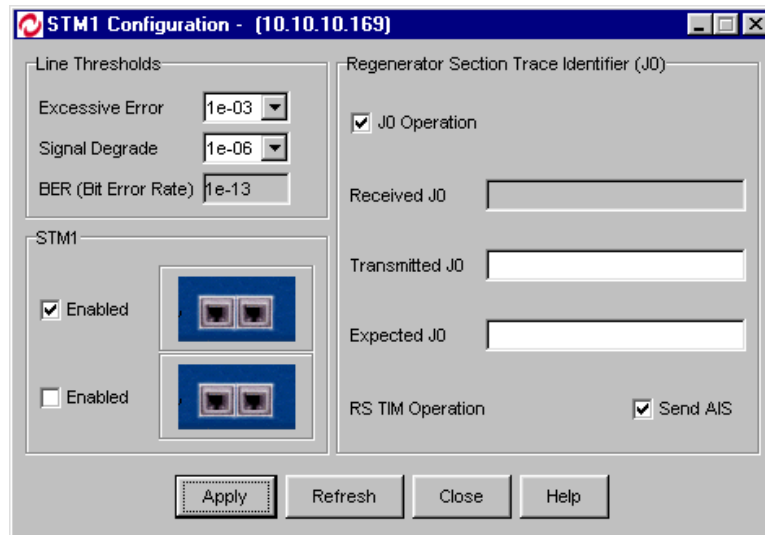 STM1 Configuration - (10.10.10.169)
Line Thresholds
Excessive Error 1e-03
Signal Degrade 1e-06
BER (Bit Error Rate) 1e-13
STM1
Enabled
Enabled
Regenerator Section Trace Identifier (J0)
J0 Operation
Received J0
Transmitted J0
Expected J0
RS TIM Operation Send AIS
Apply Refresh Close Help